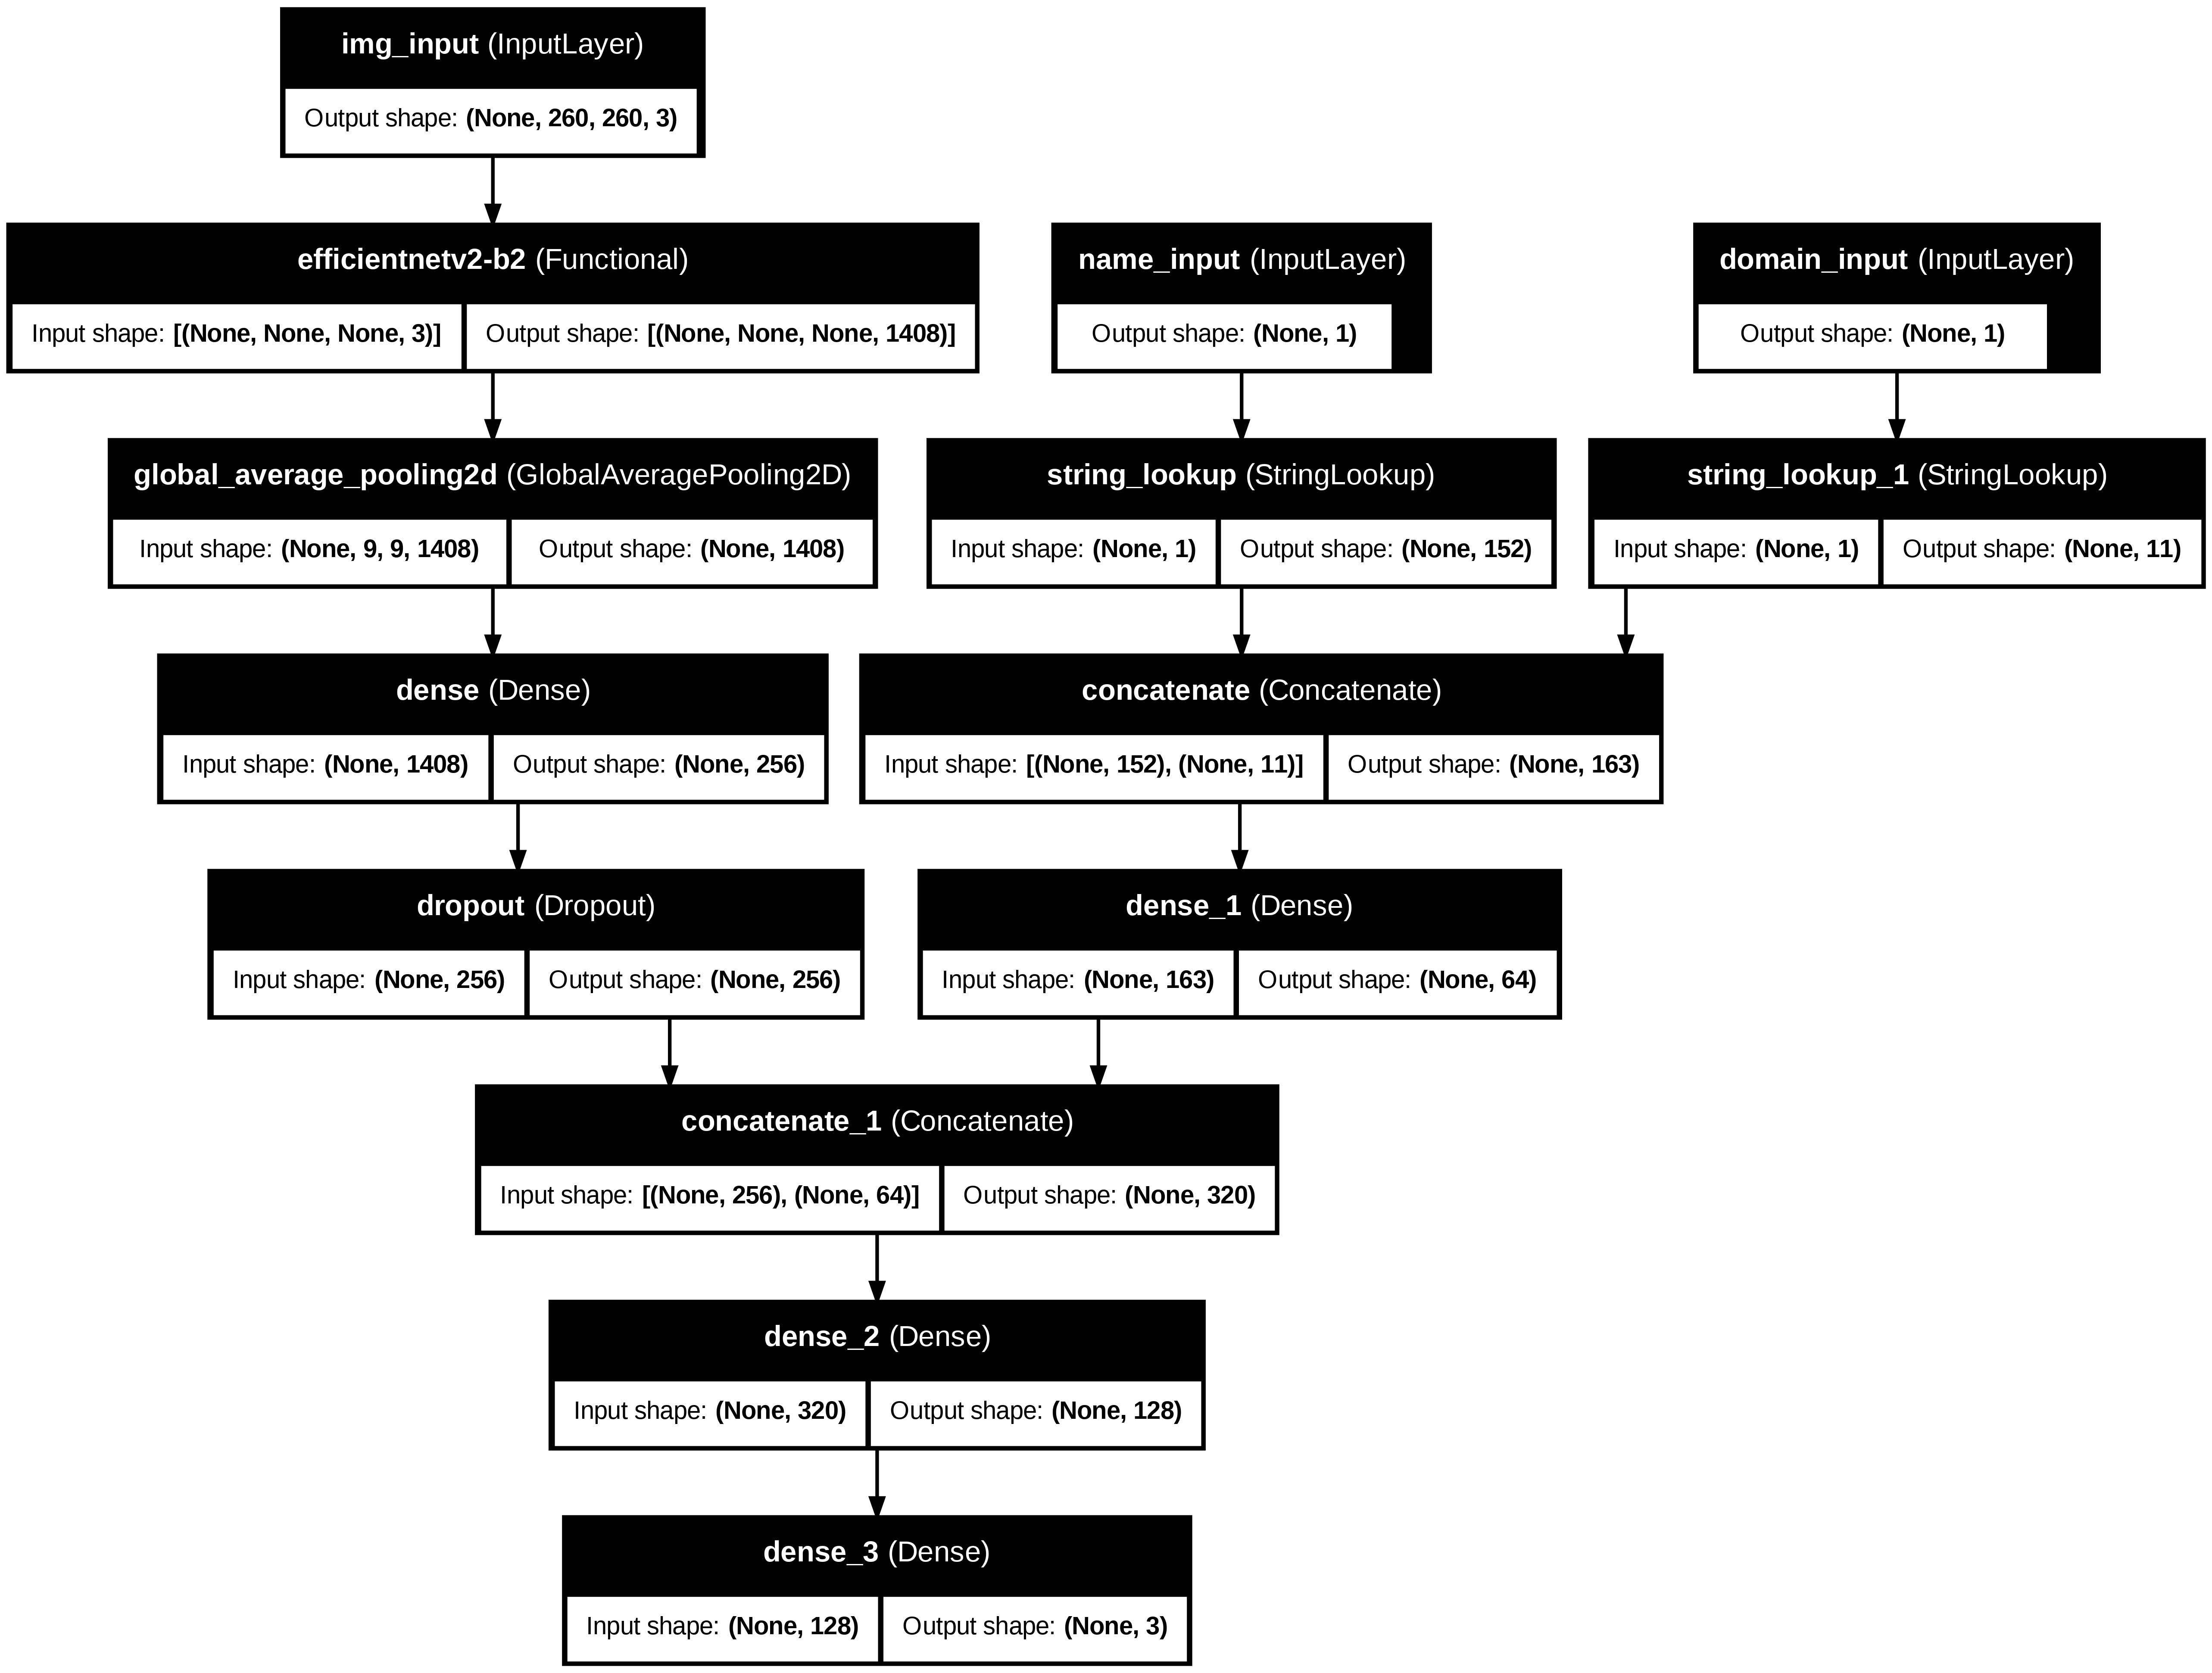 img_input (InputLayer)
Output shape: (None, 260, 260, 3)
efficientnetv2-b2 (Functional)
Input shape: [(None, None, None, 3)]
Output shape: [(None, None, None, 1408)]
name_input (InputLayer)
Output shape: (None, 1)
domain_input (InputLayer)
Output shape: (None, 1)
global_average_pooling2d (GlobalAveragePooling2D)
Input shape: (None, 9, 9, 1408)
Output shape: (None, 1408)
string_lookup (StringLookup)
Input shape: (None, 1)
Output shape: (None, 152)
string_lookup_1 (StringLookup)
Input shape: (None, 1)
Output shape: (None, 11)
dense (Dense)
Input shape: (None, 1408)
Output shape: (None, 256)
concatenate (Concatenate)
Input shape: [(None, 152), (None, 11)]
Output shape: (None, 163)
dropout (Dropout)
Input shape: (None, 256)
Output shape: (None, 256)
dense_1 (Dense)
Input shape: (None, 163)
Output shape: (None, 64)
concatenate_1 (Concatenate)
Input shape: [(None, 256), (None, 64)]
Output shape: (None, 320)
dense_2 (Dense)
Input shape: (None, 320)
Output shape: (None, 128)
dense_3 (Dense)
Input shape: (None, 128)
Output shape: (None, 3)